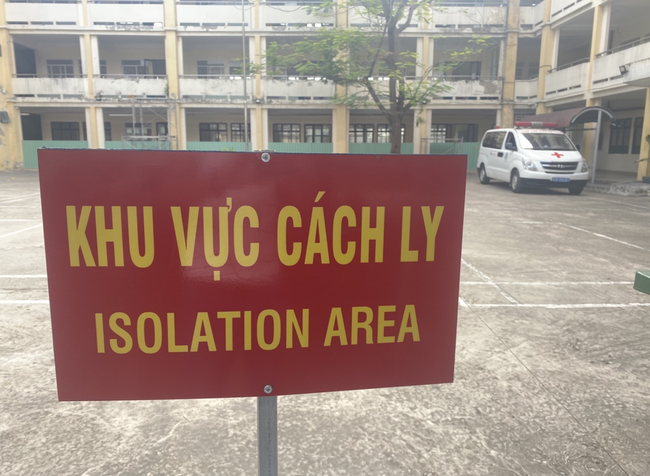 KHU VỰC CÁCH LY
ISOLATION AREA